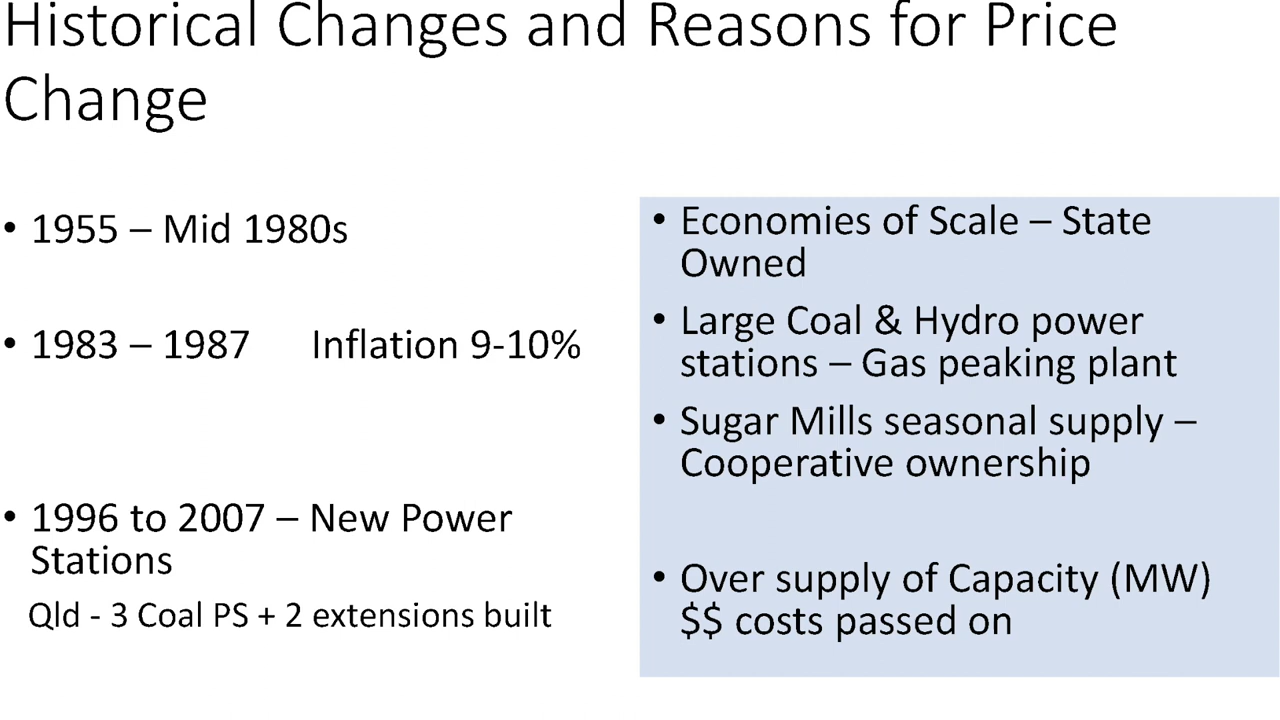 Historical Changes and Reasons for Price
Change
• 1955 – Mid 1980s
• 1983 – 1987 Inflation 9-10%
• 1996 to 2007 – New Power
Stations
Qld - 3 Coal PS + 2 extensions built
• Economies of Scale – State
Owned
• Large Coal & Hydro power
stations – Gas peaking plant
• Sugar Mills seasonal supply –
Cooperative ownership
• Over supply of Capacity (MW)
$$ costs passed on